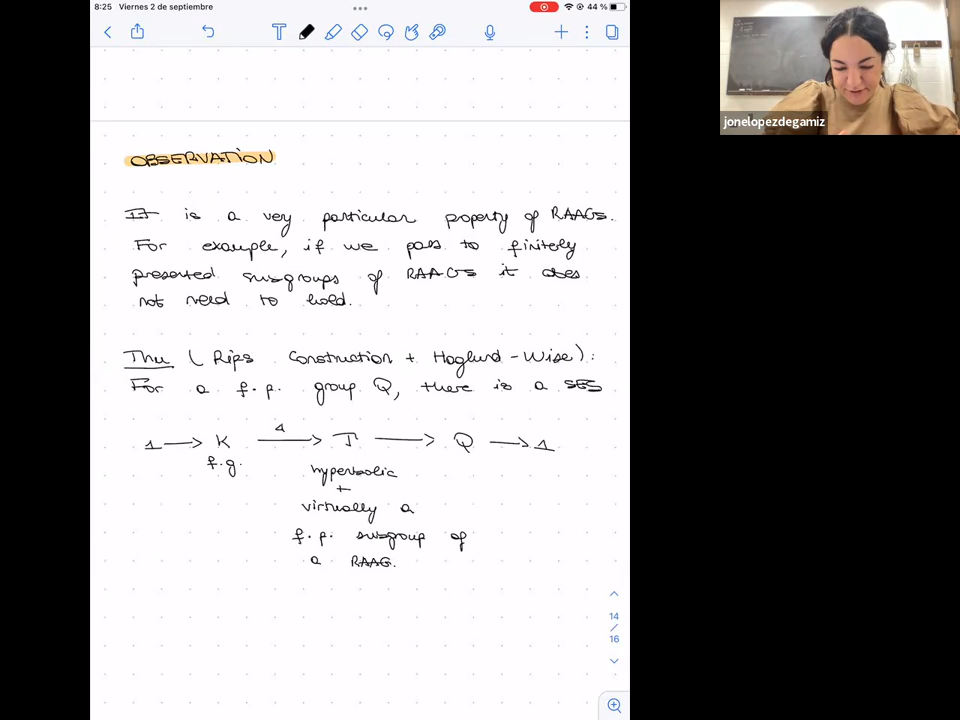 8:25 Viernes 2 de septiembre
44 %
jonelopezdegamiz
OBSERVATION
It is a very particular property of RAAGs.
For example, if we pass to finitely
presented subgroups of RAAGs it does
not need to hold.
Thm (Rips Construction + Haglund-Wise):
For a f.p. group Q, there is a SES
1 → K →
Γ → Q → 1
f.g.
hyperbolic
+
virtually a
f.p. subgroup of
a RAAG.
14
/
16